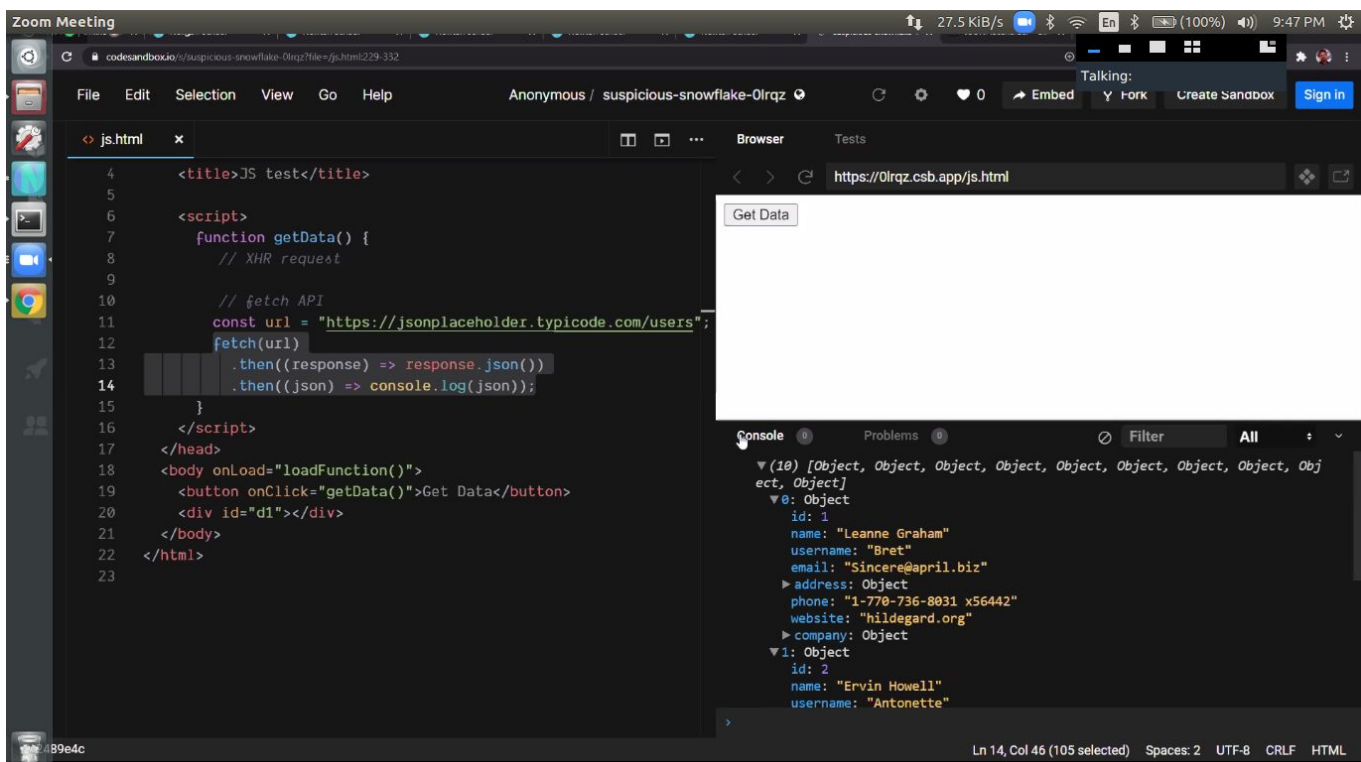 Zoom Meeting
27.5 KiB/s En (100%) 9:47 PM
codesandbox.io/s/suspicious-snowflake-0lrqz?file=/js.html:229-332
Talking:
File Edit Selection View Go Help Anonymous / suspicious-snowflake-0lrqz 0 Embed Fork Create Sandbox Sign in
js.html
Browser Tests
https://0lrqz.csb.app/js.html
4 <title>JS test</title>
5
6 <script>
7 function getData() {
8 // XHR request
9
10 // fetch API
11 const url = "https://jsonplaceholder.typicode.com/users";
12 fetch(url)
13 .then((response) => response.json())
14 .then((json) => console.log(json));
15 }
16 </script>
17 </head>
18 <body onLoad="loadFunction()">
19 <button onClick="getData()">Get Data</button>
20 <div id="d1"></div>
21 </body>
22 </html>
23
Get Data
Console 0 Problems 0 Filter All
(10) [Object, Object, Object, Object, Object, Object, Object, Object, Obj
ect, Object]
0: Object
id: 1
name: "Leanne Graham"
username: "Bret"
email: "Sincere@april.biz"
address: Object
phone: "1-770-736-8031 x56442"
website: "hildegard.org"
company: Object
1: Object
id: 2
name: "Ervin Howell"
username: "Antonette"
489e4c
Ln 14, Col 46 (105 selected) Spaces: 2 UTF-8 CRLF HTML